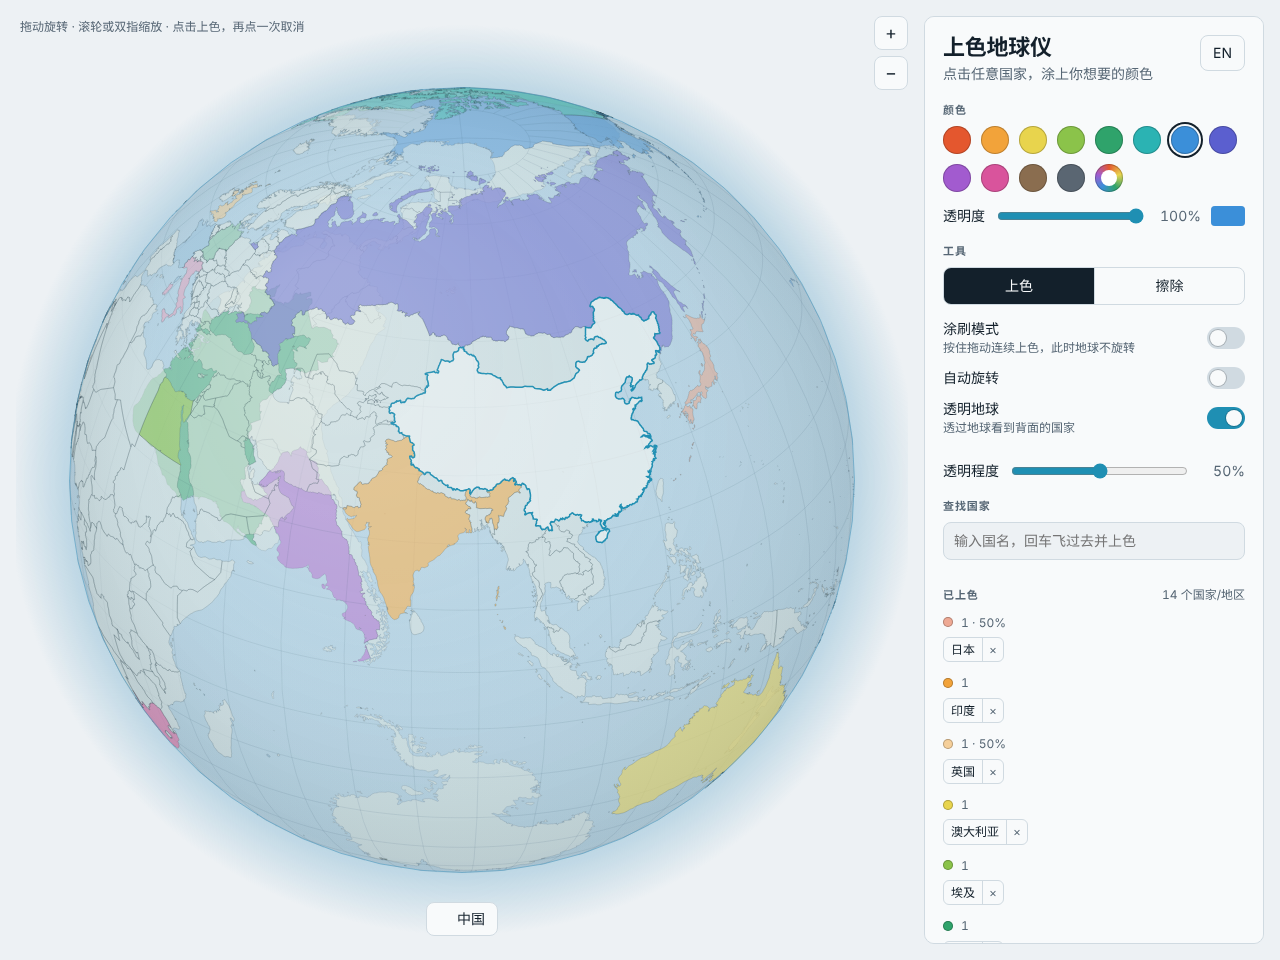 拖动旋转 · 滚轮或双指缩放 · 点击上色，再点一次取消
+
−
中国
上色地球仪
EN
点击任意国家，涂上你想要的颜色
颜色
透明度 100%
工具
上色 擦除
涂刷模式
按住拖动连续上色，此时地球不旋转
自动旋转
透明地球
透过地球看到背面的国家
透明程度 50%
查找国家
输入国名，回车飞过去并上色
已上色 14 个国家/地区
1 · 50%
日本 ×
1
印度 ×
1 · 50%
英国 ×
1
澳大利亚 ×
1
埃及 ×
1